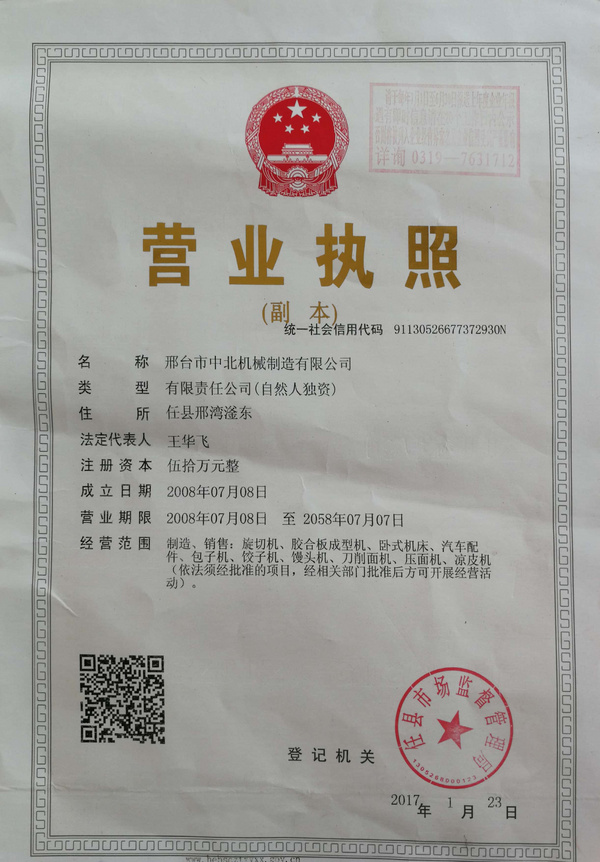 详询 0319—7631712
营业执照
(副 本)
统一社会信用代码 91130526677372930N
名 称 邢台市中北机械制造有限公司
类 型 有限责任公司(自然人独资)
住 所 任县邢湾滏东
法定代表人 王华飞
注册资本 伍拾万元整
成立日期 2008年07月08日
营业期限 2008年07月08日 至 2058年07月07日
经营范围 制造、销售：旋切机、胶合板成型机、卧式机床、汽车配
件、包子机、饺子机、馒头机、刀削面机、压面机、凉皮机
（依法须经批准的项目，经相关部门批准后方可开展经营活
动）。
任县市场监督管理局
登记机关
2017年 1月 23日